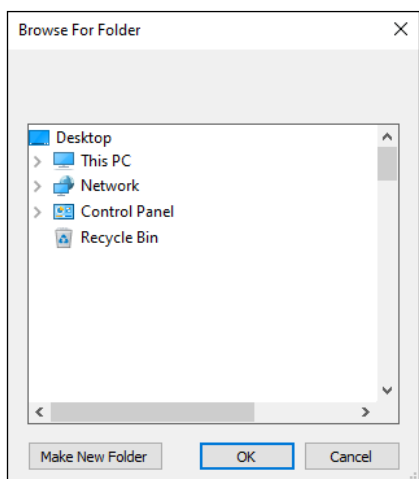 Browse For Folder
Desktop
This PC
Network
Control Panel
Recycle Bin
Make New Folder OK Cancel